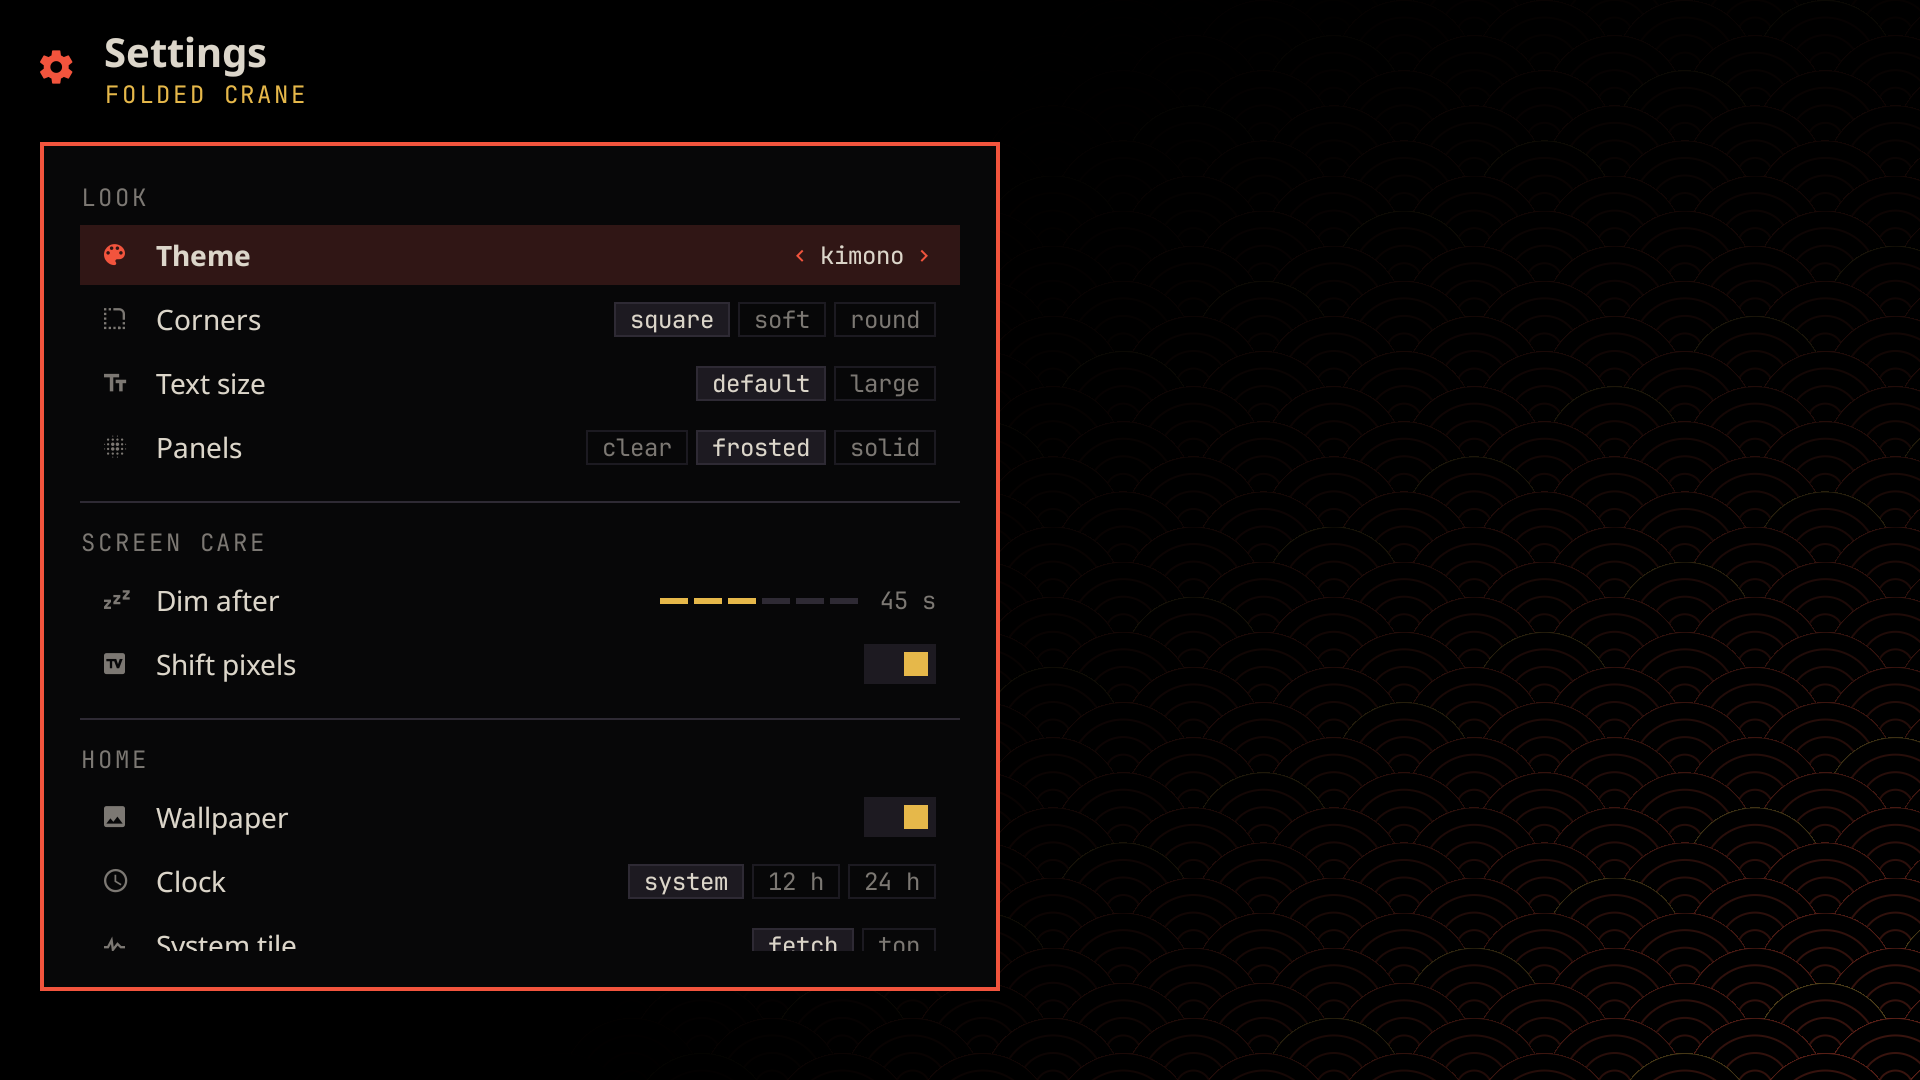 Settings
FOLDED CRANE
LOOK
Theme ‹ kimono ›
Corners square soft round
Text size default large
Panels clear frosted solid
SCREEN CARE
Dim after 45 s
Shift pixels
HOME
Wallpaper
Clock system 12 h 24 h
System tile fetch top